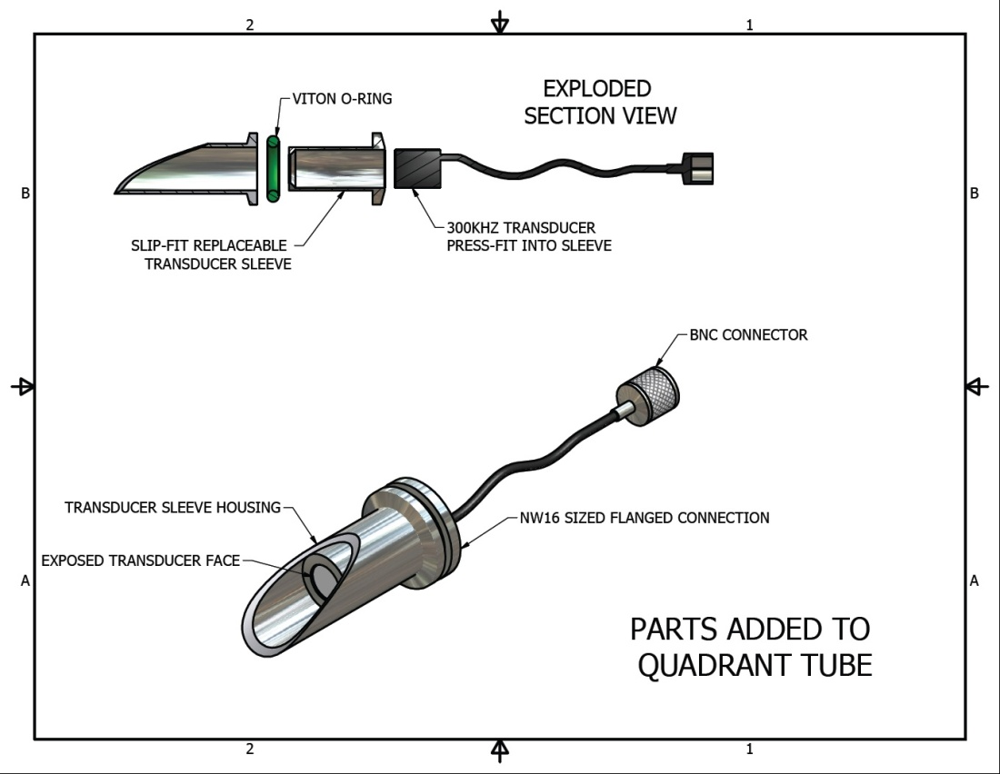 2
1
VITON O-RING
EXPLODED
SECTION VIEW
B
B
300KHZ TRANSDUCER
PRESS-FIT INTO SLEEVE
SLIP-FIT REPLACEABLE
TRANSDUCER SLEEVE
BNC CONNECTOR
TRANSDUCER SLEEVE HOUSING
NW16 SIZED FLANGED CONNECTION
EXPOSED TRANSDUCER FACE
A
A
PARTS ADDED TO
QUADRANT TUBE
2
1